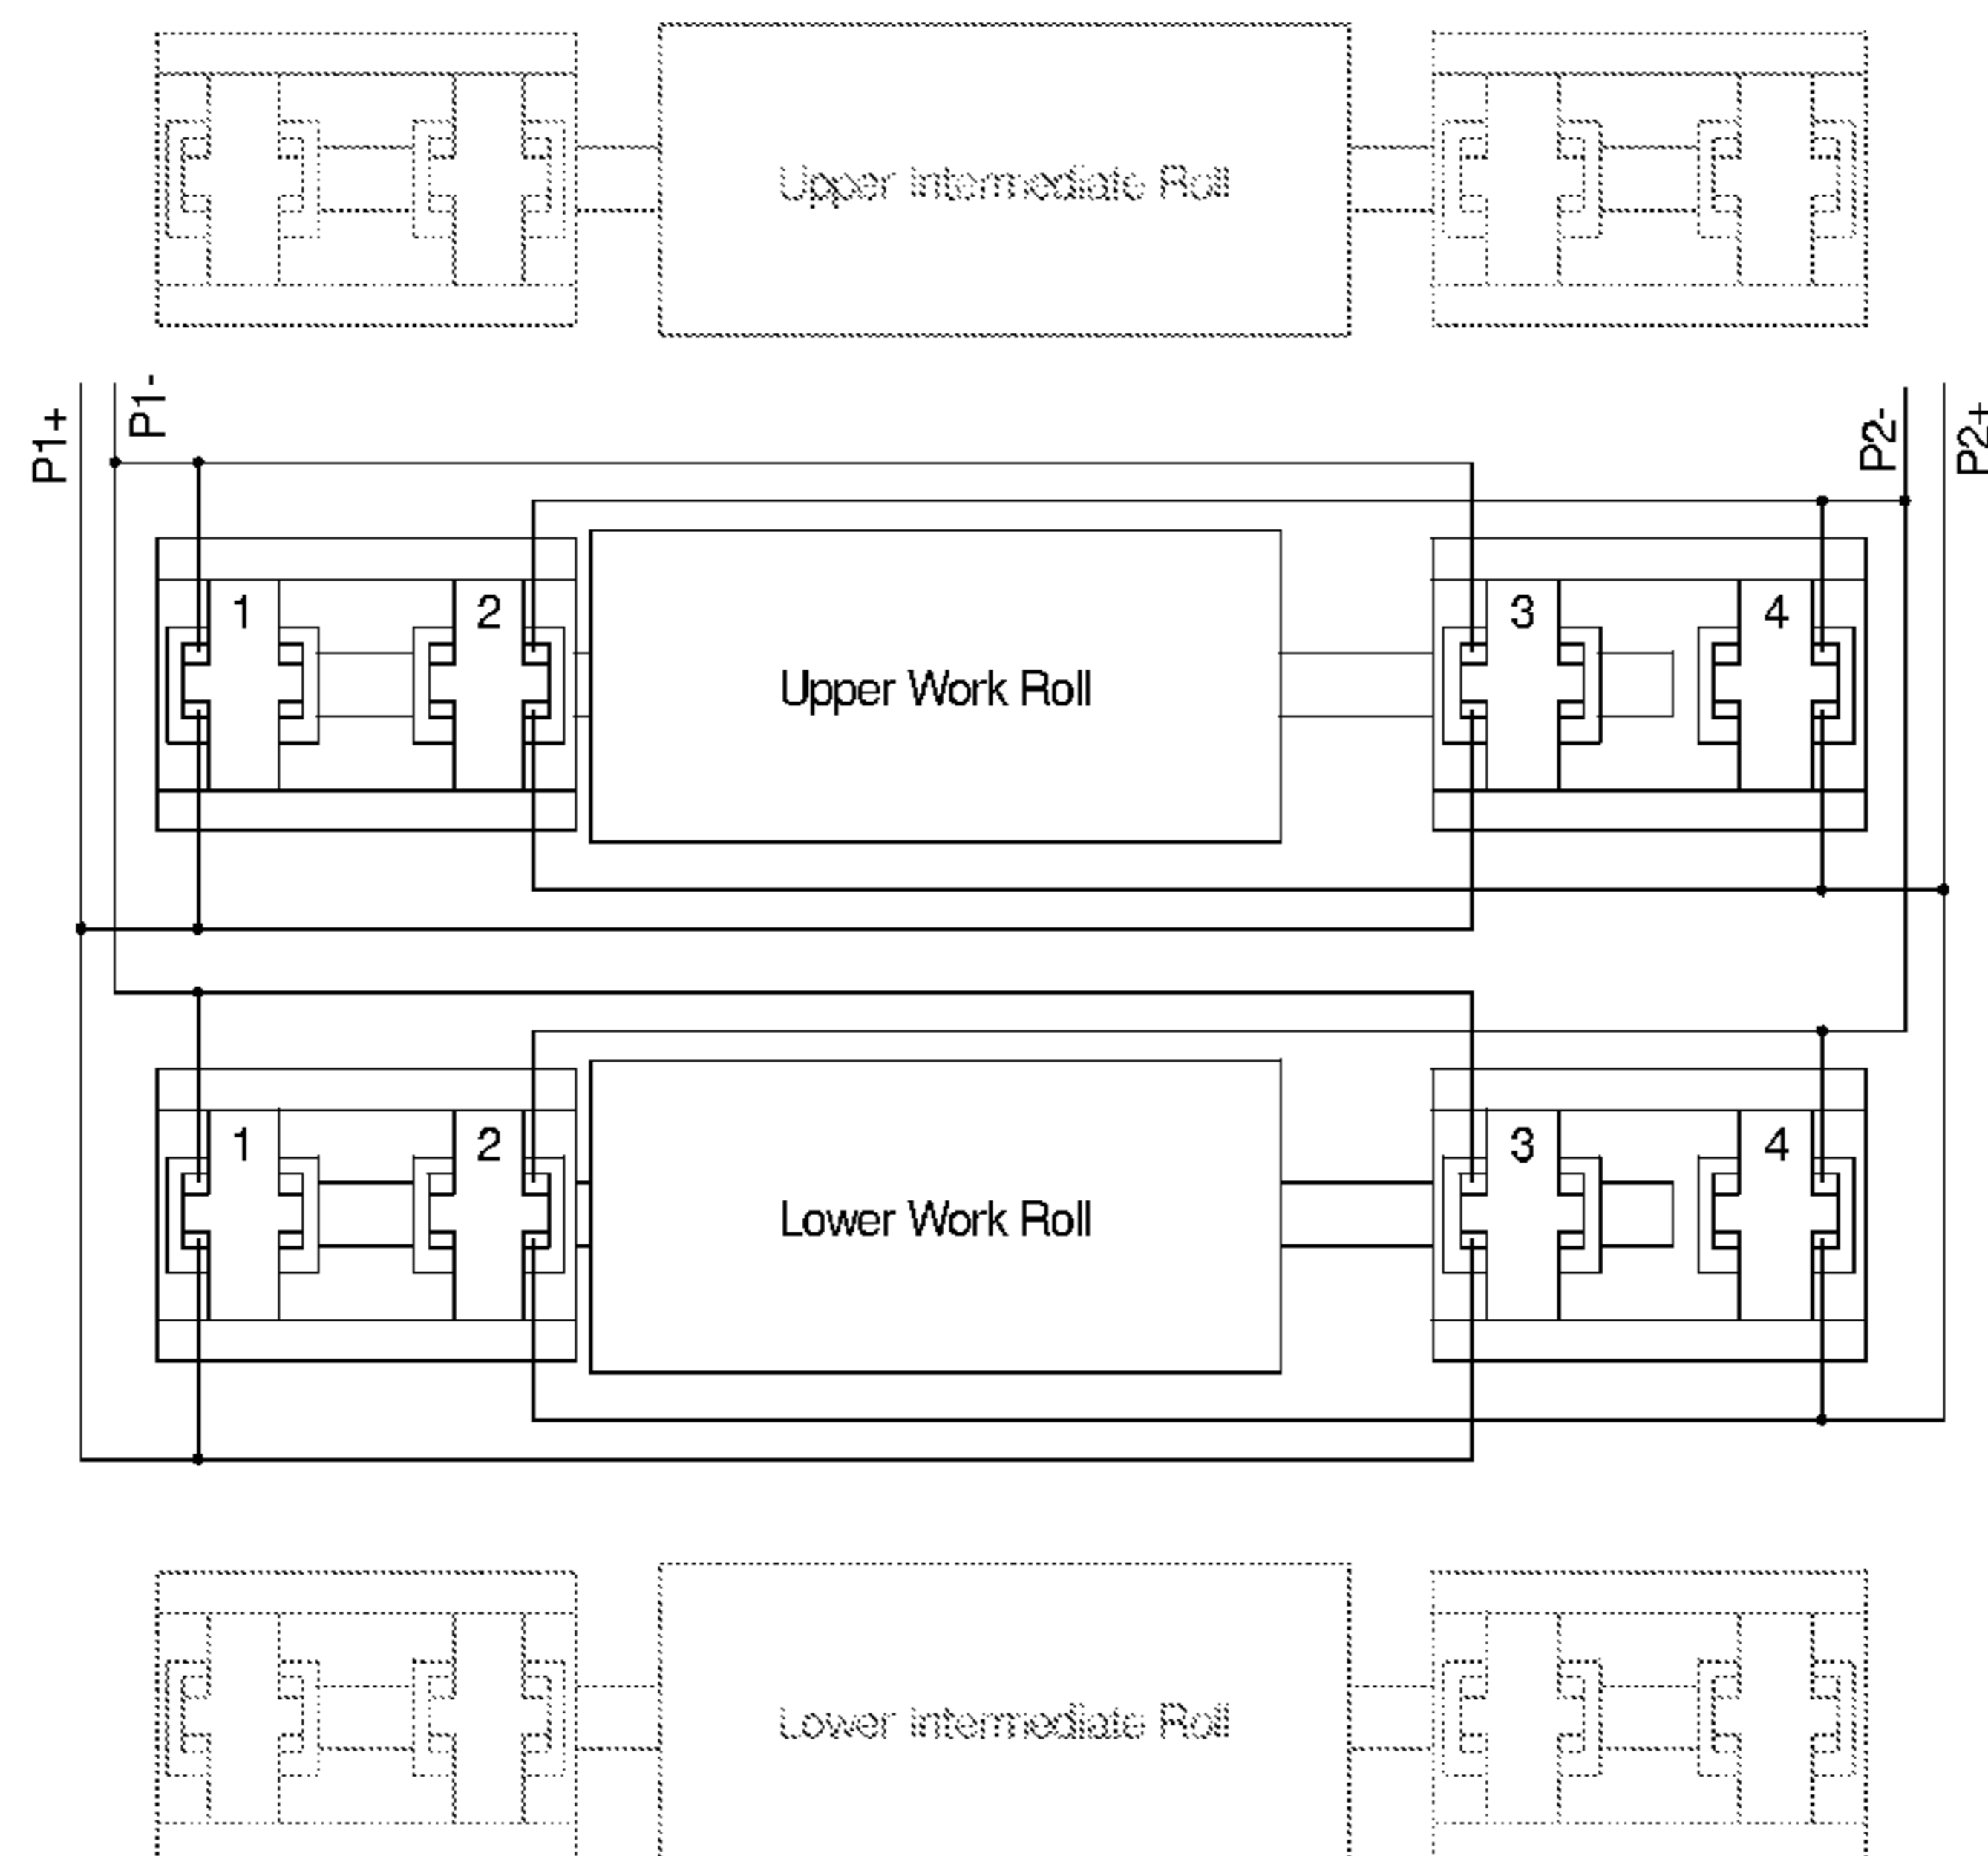 Upper Intermediate Roll
P1+
P1-
P2-
P2+
1
2
3
4
Upper Work Roll
1
2
3
4
Lower Work Roll
Lower Intermediate Roll